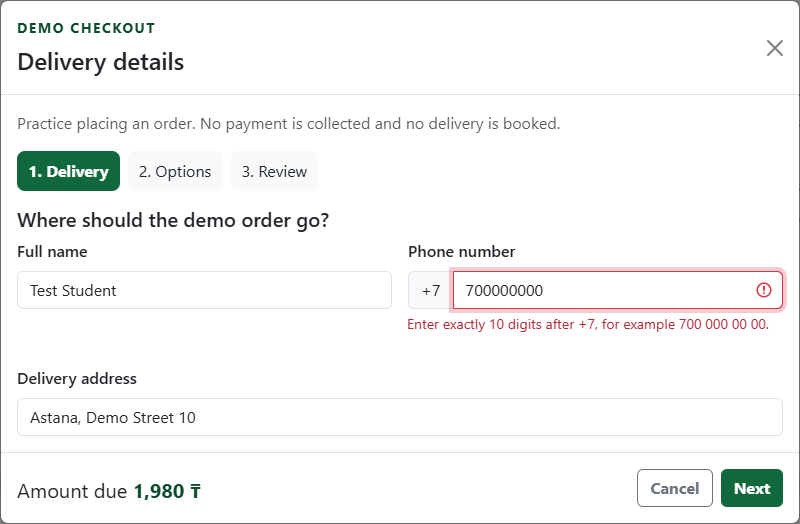 DEMO CHECKOUT
Delivery details
Practice placing an order. No payment is collected and no delivery is booked.
1. Delivery
2. Options
3. Review
Where should the demo order go?
Full name
Phone number
Test Student
+7
700000000
Enter exactly 10 digits after +7, for example 700 000 00 00.
Delivery address
Astana, Demo Street 10
Amount due 1,980 ₸
Cancel
Next